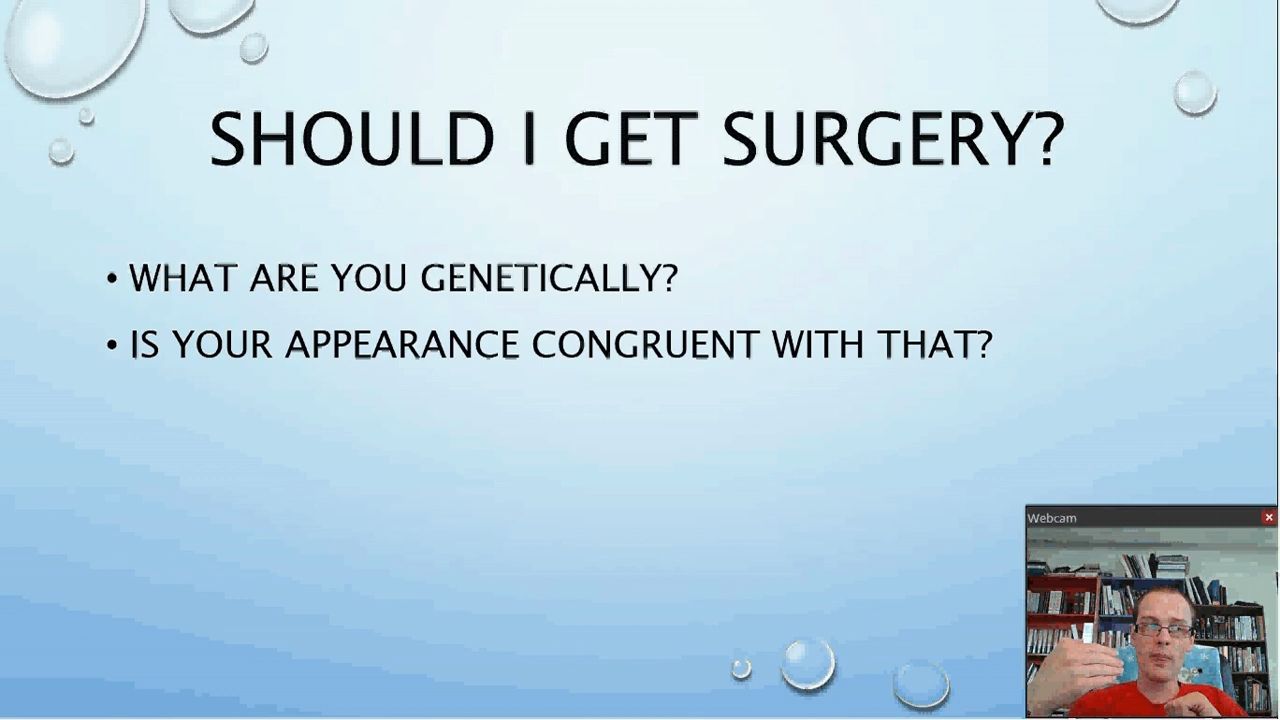 SHOULD I GET SURGERY?
• WHAT ARE YOU GENETICALLY?
• IS YOUR APPEARANCE CONGRUENT WITH THAT?
Webcam